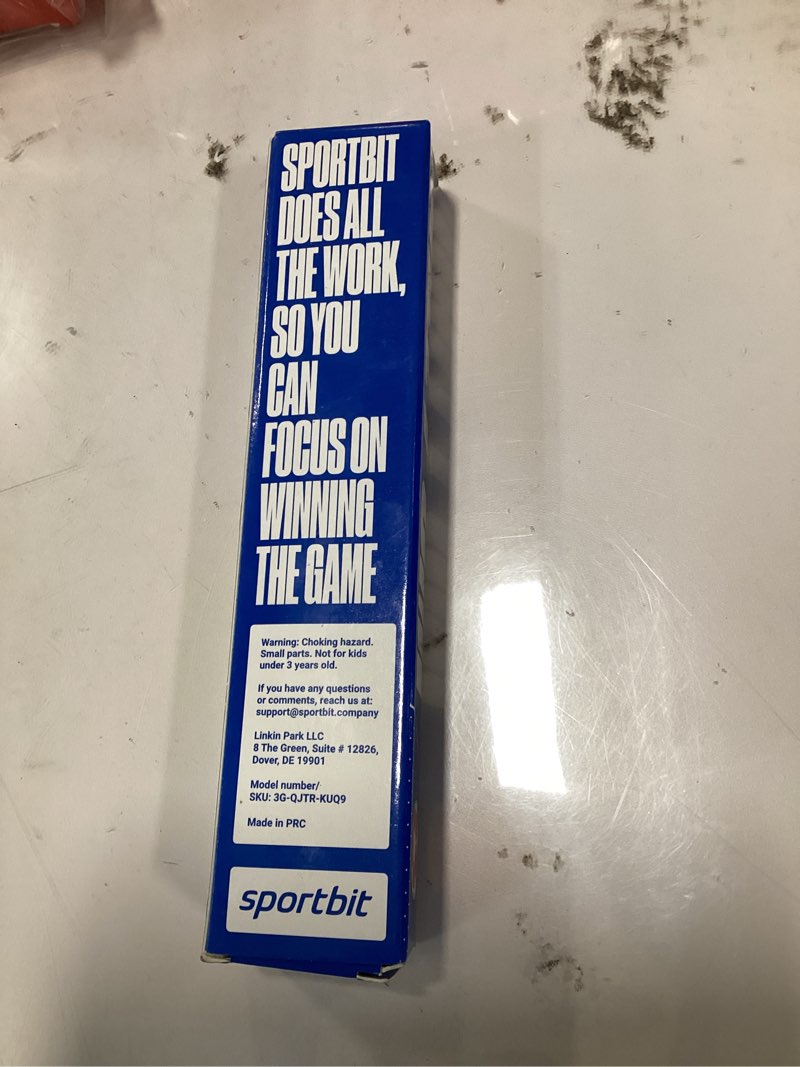 SPORTBIT
DOES ALL
THE WORK,
SO YOU
CAN
FOCUS ON
WINNING
THE GAME
Warning: Choking hazard.
Small parts. Not for kids
under 3 years old.
If you have any questions
or comments, reach us at:
support@sportbit.company
Linkin Park LLC
8 The Green, Suite # 12826,
Dover, DE 19901
Model number/
SKU: 3G-QJTR-KUQ9
Made in PRC
sportbit